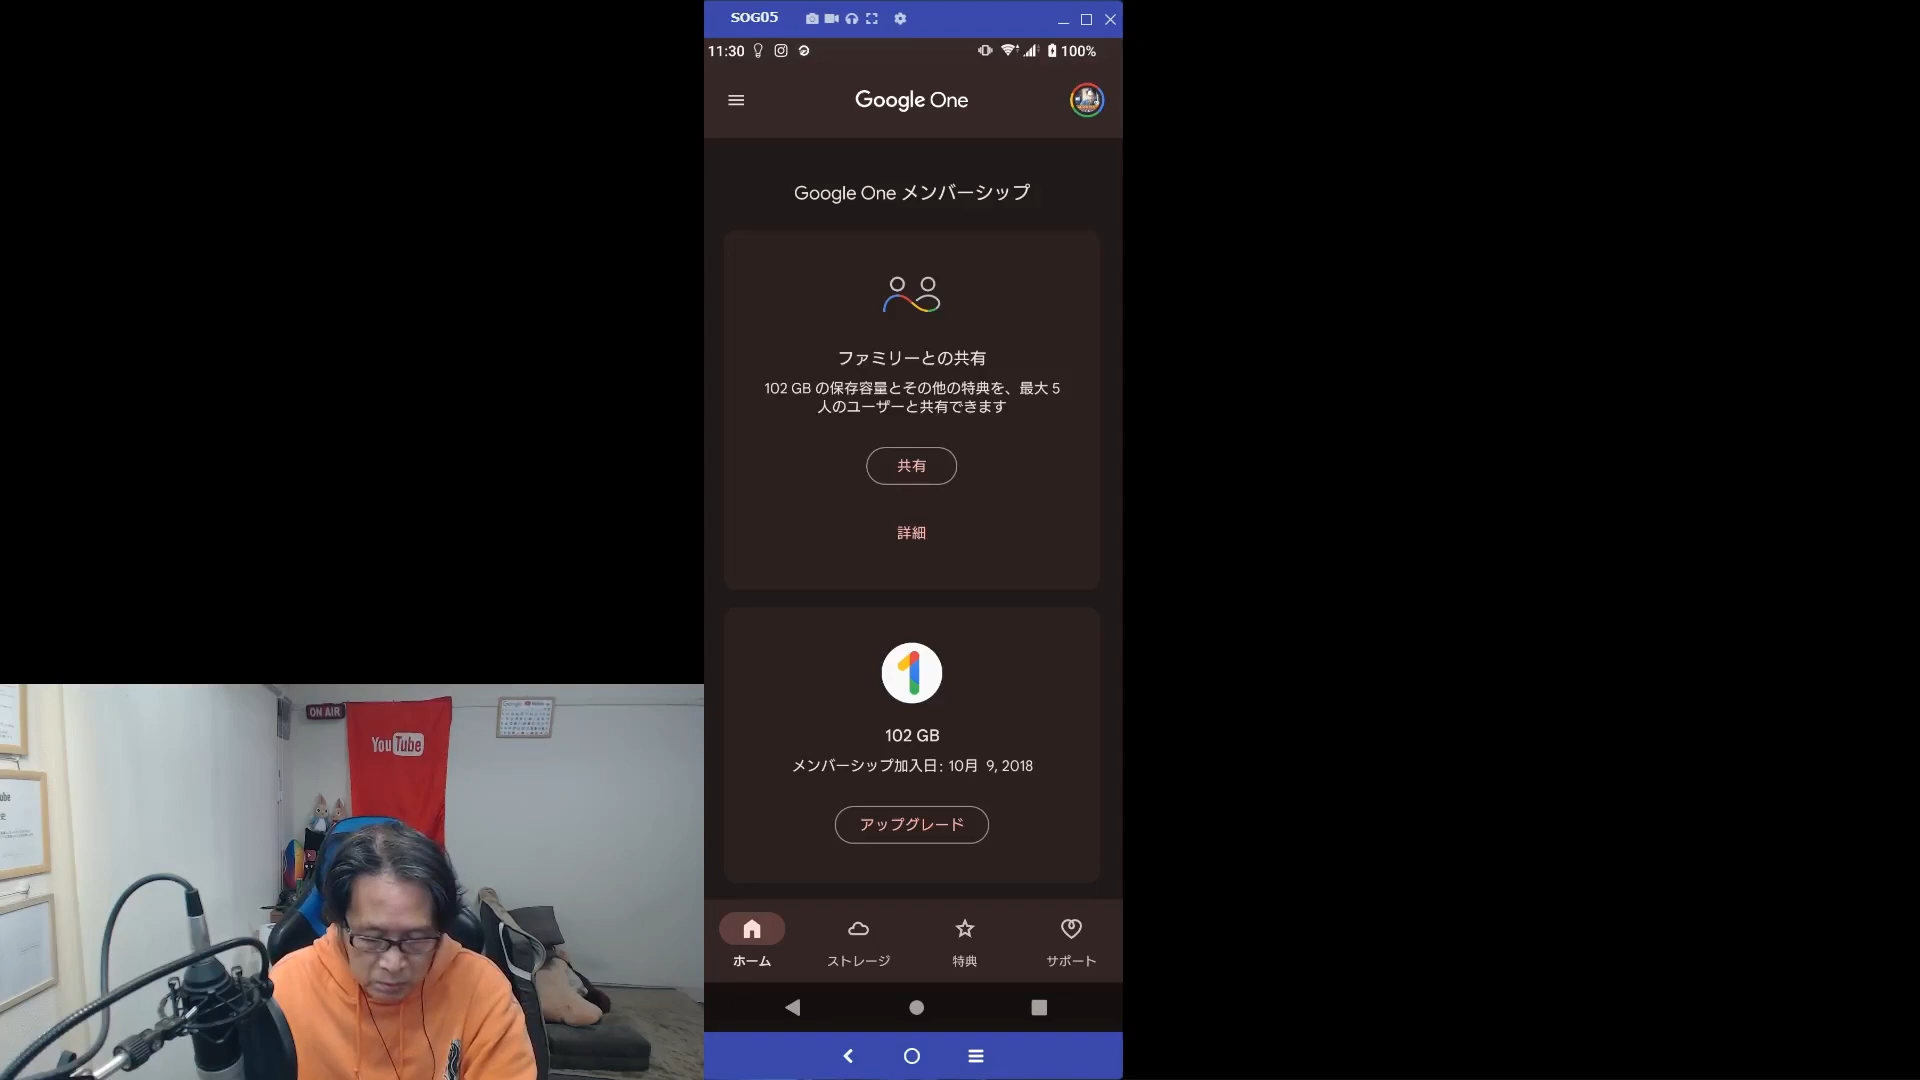 SOG05
11:30
100%
Google One
Google One メンバーシップ
ファミリーとの共有
102 GB の保存容量とその他の特典を、最大 5
人のユーザーと共有できます
共有
詳細
102 GB
メンバーシップ加入日: 10月 9, 2018
アップグレード
ホーム
ストレージ
特典
サポート
ON AIR
YouTube